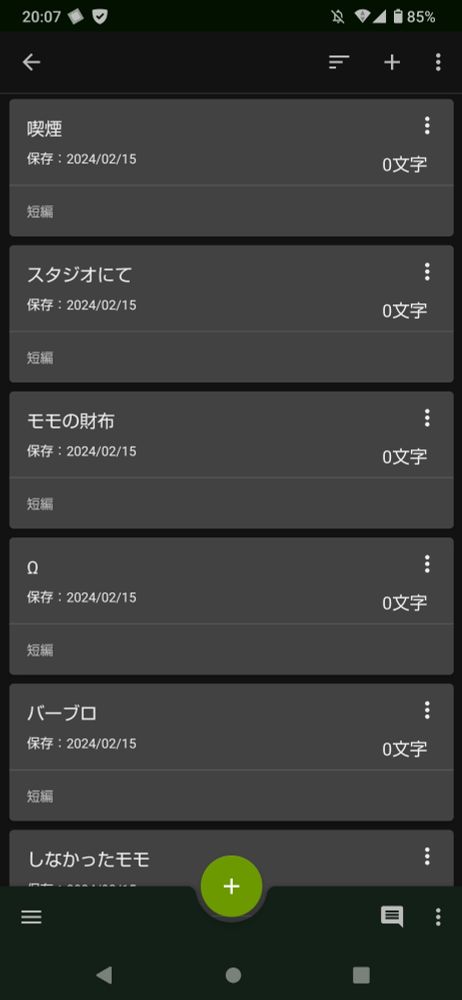 20:07
85%
喫煙
保存：2024/02/15
0文字
短編
スタジオにて
保存：2024/02/15
0文字
短編
モモの財布
保存：2024/02/15
0文字
短編
Ω
保存：2024/02/15
0文字
短編
バーブロ
保存：2024/02/15
0文字
短編
しなかったモモ